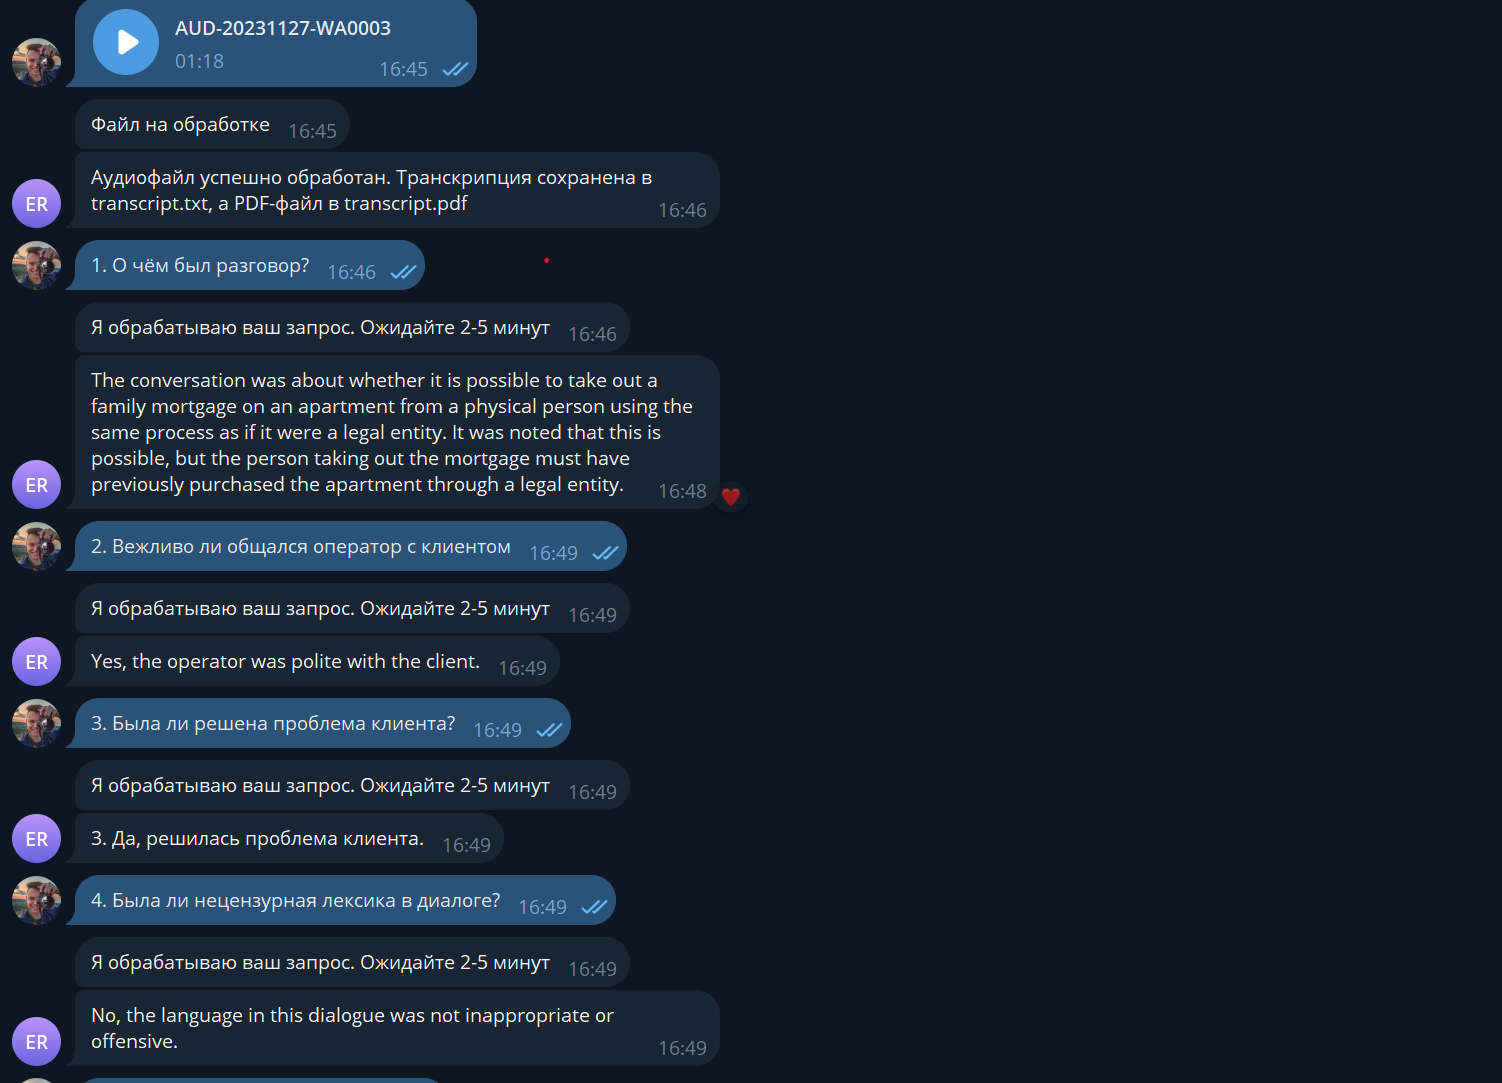 AUD-20231127-WA0003
01:18
16:45
Файл на обработке 16:45
Аудиофайл успешно обработан. Транскрипция сохранена в
transcript.txt, а PDF-файл в transcript.pdf
16:46
ER
1. О чём был разговор? 16:46
Я обрабатываю ваш запрос. Ожидайте 2-5 минут 16:46
The conversation was about whether it is possible to take out a
family mortgage on an apartment from a physical person using the
same process as if it were a legal entity. It was noted that this is
possible, but the person taking out the mortgage must have
previously purchased the apartment through a legal entity.
16:48
ER
2. Вежливо ли общался оператор с клиентом 16:49
Я обрабатываю ваш запрос. Ожидайте 2-5 минут 16:49
ER
Yes, the operator was polite with the client. 16:49
3. Была ли решена проблема клиента? 16:49
Я обрабатываю ваш запрос. Ожидайте 2-5 минут 16:49
ER
3. Да, решилась проблема клиента. 16:49
4. Была ли нецензурная лексика в диалоге? 16:49
Я обрабатываю ваш запрос. Ожидайте 2-5 минут 16:49
No, the language in this dialogue was not inappropriate or
offensive.
16:49
ER